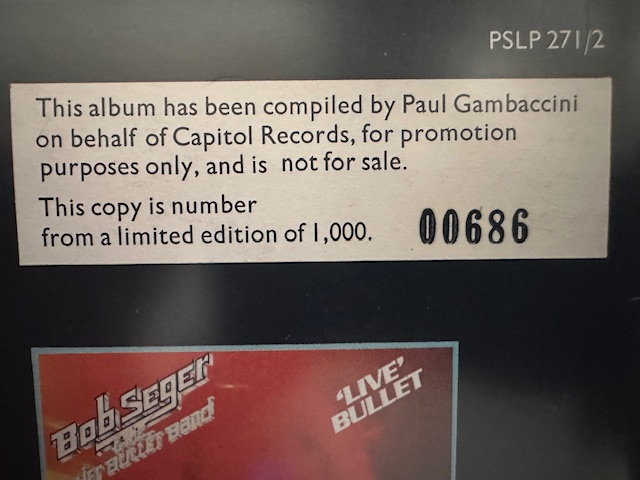 PSLP 271/2
This album has been compiled by Paul Gambaccini
on behalf of Capitol Records, for promotion
purposes only, and is not for sale.
This copy is number
from a limited edition of 1,000. 00686
Bob Seger
'LIVE'
BULLET
BULLET Band